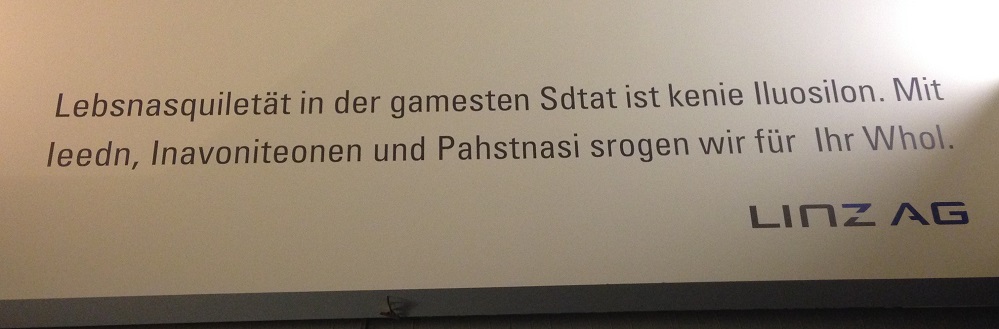 Lebsnasquiletät in der gamesten Sdtat ist kenie Iluosilon. Mit
Ieedn, Inavoniteonen und Pahstnasi srogen wir für Ihr Whol.
LINZ AG